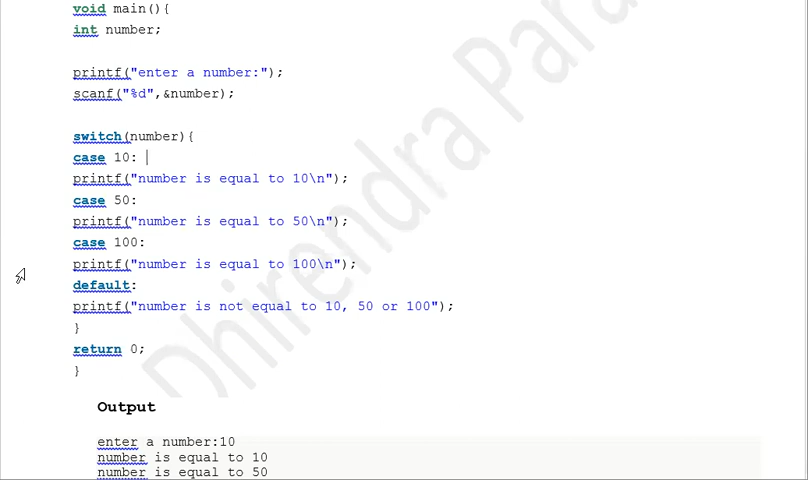 void main(){
int number;
printf("enter a number:");
scanf("%d",&number);
switch(number){
case 10:
printf("number is equal to 10\n");
case 50:
printf("number is equal to 50\n");
case 100:
printf("number is equal to 100\n");
default:
printf("number is not equal to 10, 50 or 100");
}
return 0;
}
Output
enter a number:10
number is equal to 10
number is equal to 50
Dhirendra Para